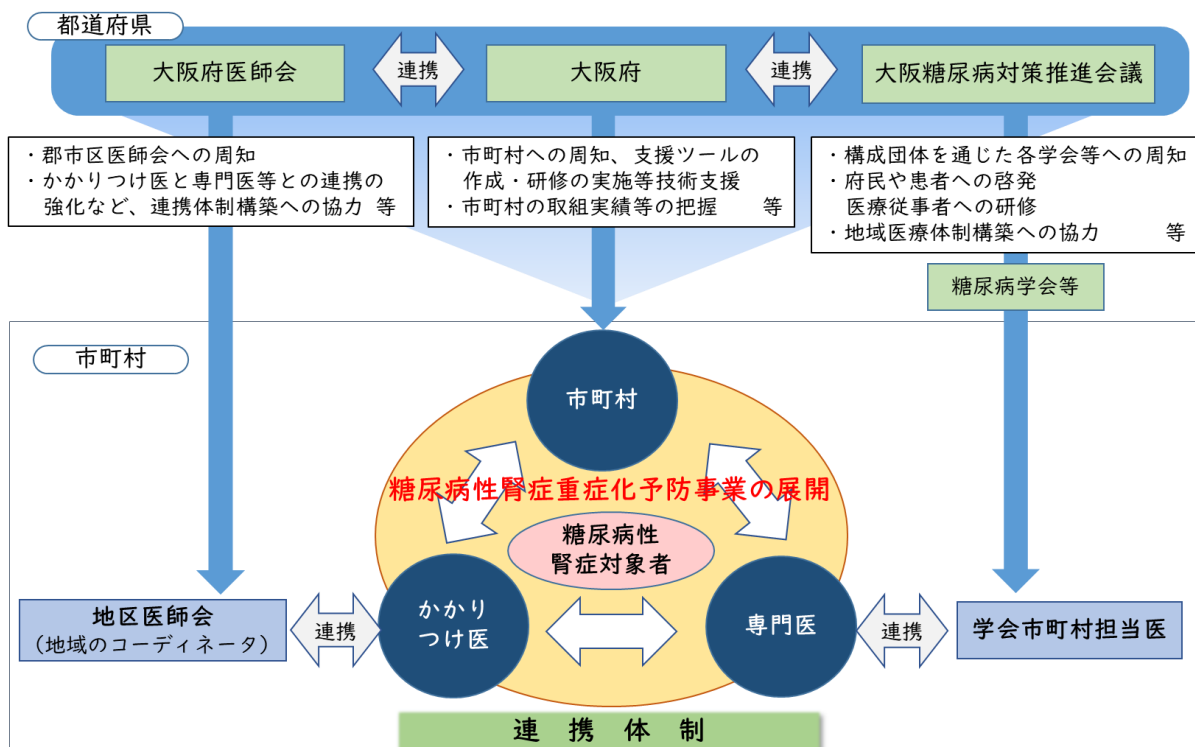 都道府県
大阪府医師会
連携
大阪府
連携
大阪糖尿病対策推進会議
・郡市区医師会への周知
・かかりつけ医と専門医等との連携の
強化など、連携体制構築への協力 等
・市町村への周知、支援ツールの
作成・研修の実施等技術支援
・市町村の取組実績等の把握 等
・構成団体を通じた各学会等への周知
・府民や患者への啓発
医療従事者への研修
・地域医療体制構築への協力 等
糖尿病学会等
市町村
市町村
糖尿病性腎症重症化予防事業の展開
糖尿病性
腎症対象者
地区医師会
(地域のコーディネータ)
連携
かかり
つけ医
専門医
連携
学会市町村担当医
連 携 体 制